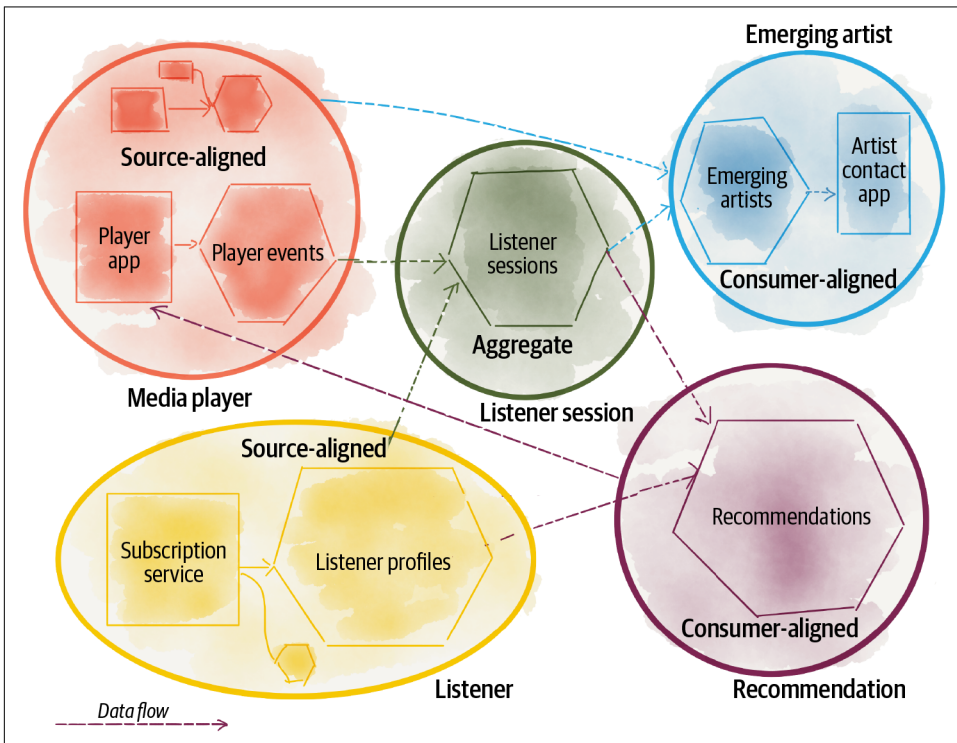 Emerging artist
Source-aligned
Player
app
Player events
Media player
Listener
sessions
Aggregate
Listener session
Emerging
artists
Artist
contact
app
Consumer-aligned
Source-aligned
Subscription
service
Listener profiles
Listener
Recommendations
Consumer-aligned
Recommendation
Data flow